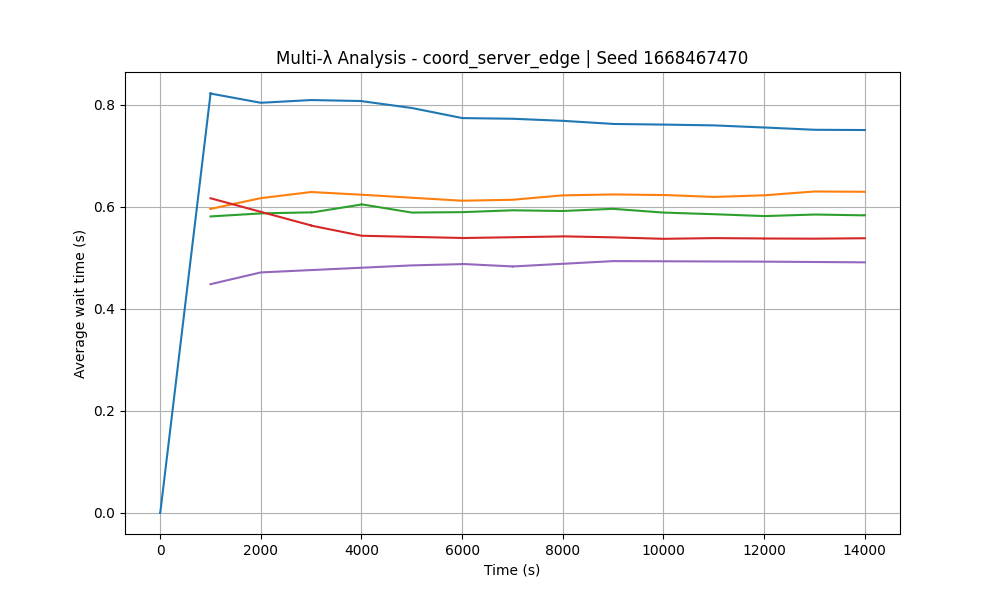 Multi-λ Analysis - coord_server_edge | Seed 1668467470
Average wait time (s)
0.8
0.6
0.4
0.2
0.0
0 2000 4000 6000 8000 10000 12000 14000
Time (s)